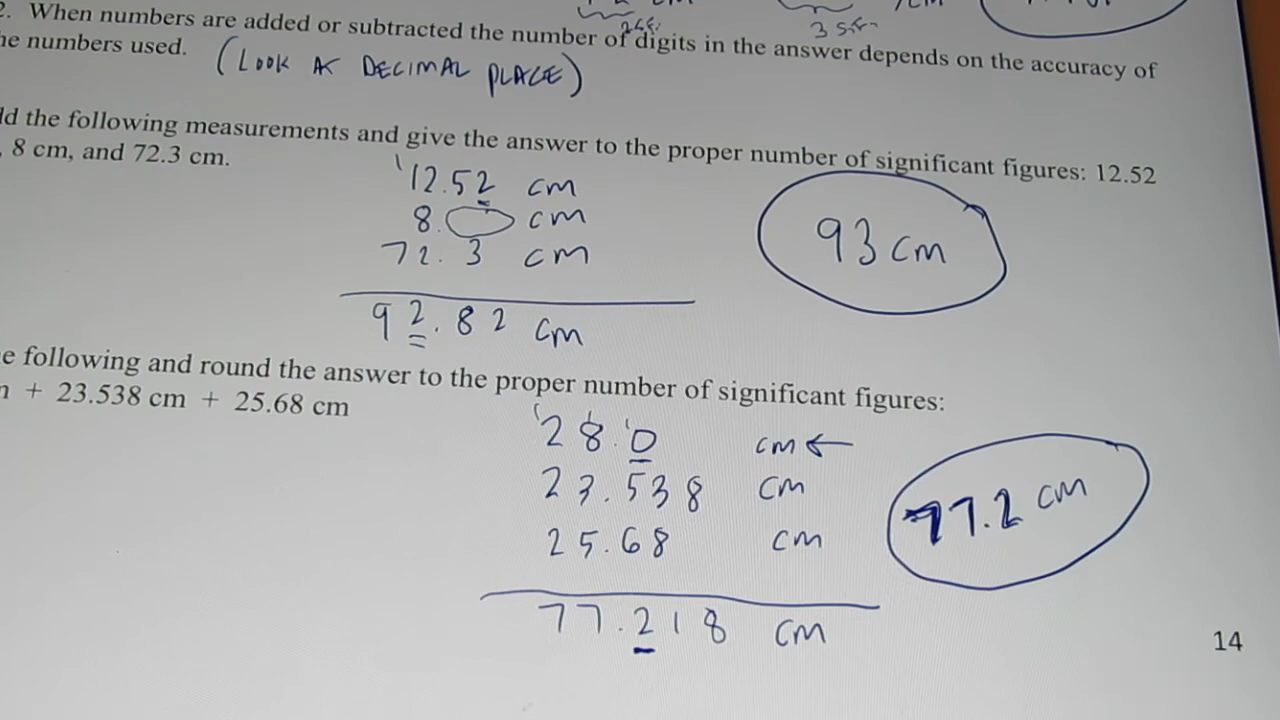 2. When numbers are added or subtracted the number of digits in the answer depends on the accuracy of
he numbers used. (LOOK AT DECIMAL PLACE)
dd the following measurements and give the answer to the proper number of significant figures: 12.52
, 8 cm, and 72.3 cm.
12.52 cm
8. cm
72.3 cm
92.82 cm
93 cm
e following and round the answer to the proper number of significant figures:
+ 23.538 cm + 25.68 cm
28.0 cm ←
23.538 cm
25.68 cm
77.218 cm
77.2 cm
14